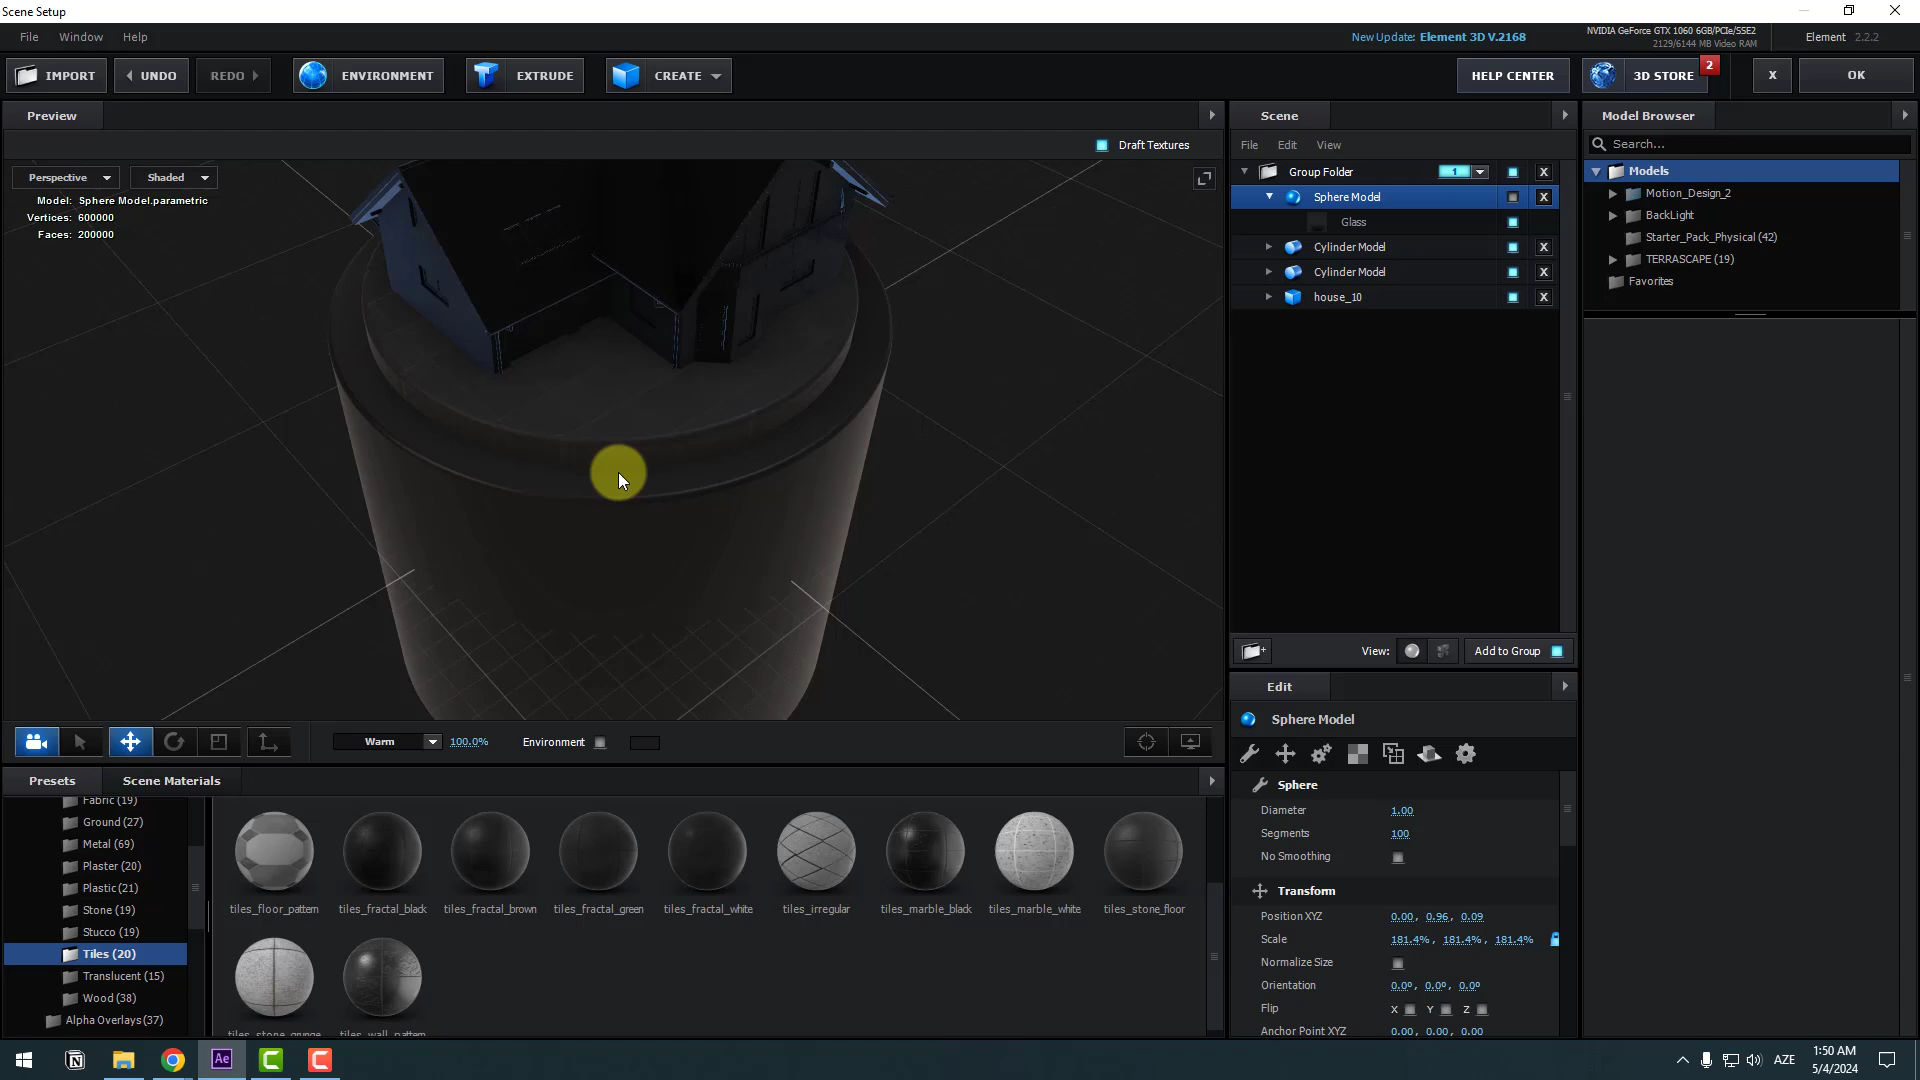 Scene Setup
File Window Help
New Update: Element 3D V.2168
NVIDIA GeForce GTX 1060 6GB/PCIe/SSE2
2129/6144 MB Video RAM
Element 2.2.2
IMPORT UNDO REDO ENVIRONMENT EXTRUDE CREATE HELP CENTER 3D STORE 2 X OK
Preview
Draft Textures
Perspective Shaded
Model: Sphere Model.parametric
Vertices: 600000
Faces: 200000
Scene
File Edit View
Group Folder 1 X
Sphere Model X
Glass
Cylinder Model X
Cylinder Model X
house_10 X
View: Add to Group
Model Browser
Search...
Models
Motion_Design_2
BackLight
Starter_Pack_Physical (42)
TERRASCAPE (19)
Favorites
Warm 100.0% Environment
Presets Scene Materials
Fabric (19)
Ground (27)
Metal (69)
Plaster (20)
Plastic (21)
Stone (19)
Stucco (19)
Tiles (20)
Translucent (15)
Wood (38)
Alpha Overlays (37)
tiles_floor_pattern tiles_fractal_black tiles_fractal_brown tiles_fractal_green tiles_fractal_white tiles_irregular tiles_marble_black tiles_marble_white tiles_stone_floor
tiles_stone_grunge tiles_wall_pattern
Edit
Sphere Model
Sphere
Diameter 1.00
Segments 100
No Smoothing
Transform
Position XYZ 0.00, 0.96, 0.09
Scale 181.4%, 181.4%, 181.4%
Normalize Size
Orientation 0.0º, 0.0º, 0.0º
Flip X Y Z
Anchor Point XYZ 0.00, 0.00, 0.00
Ae
AZE
1:50 AM
5/4/2024